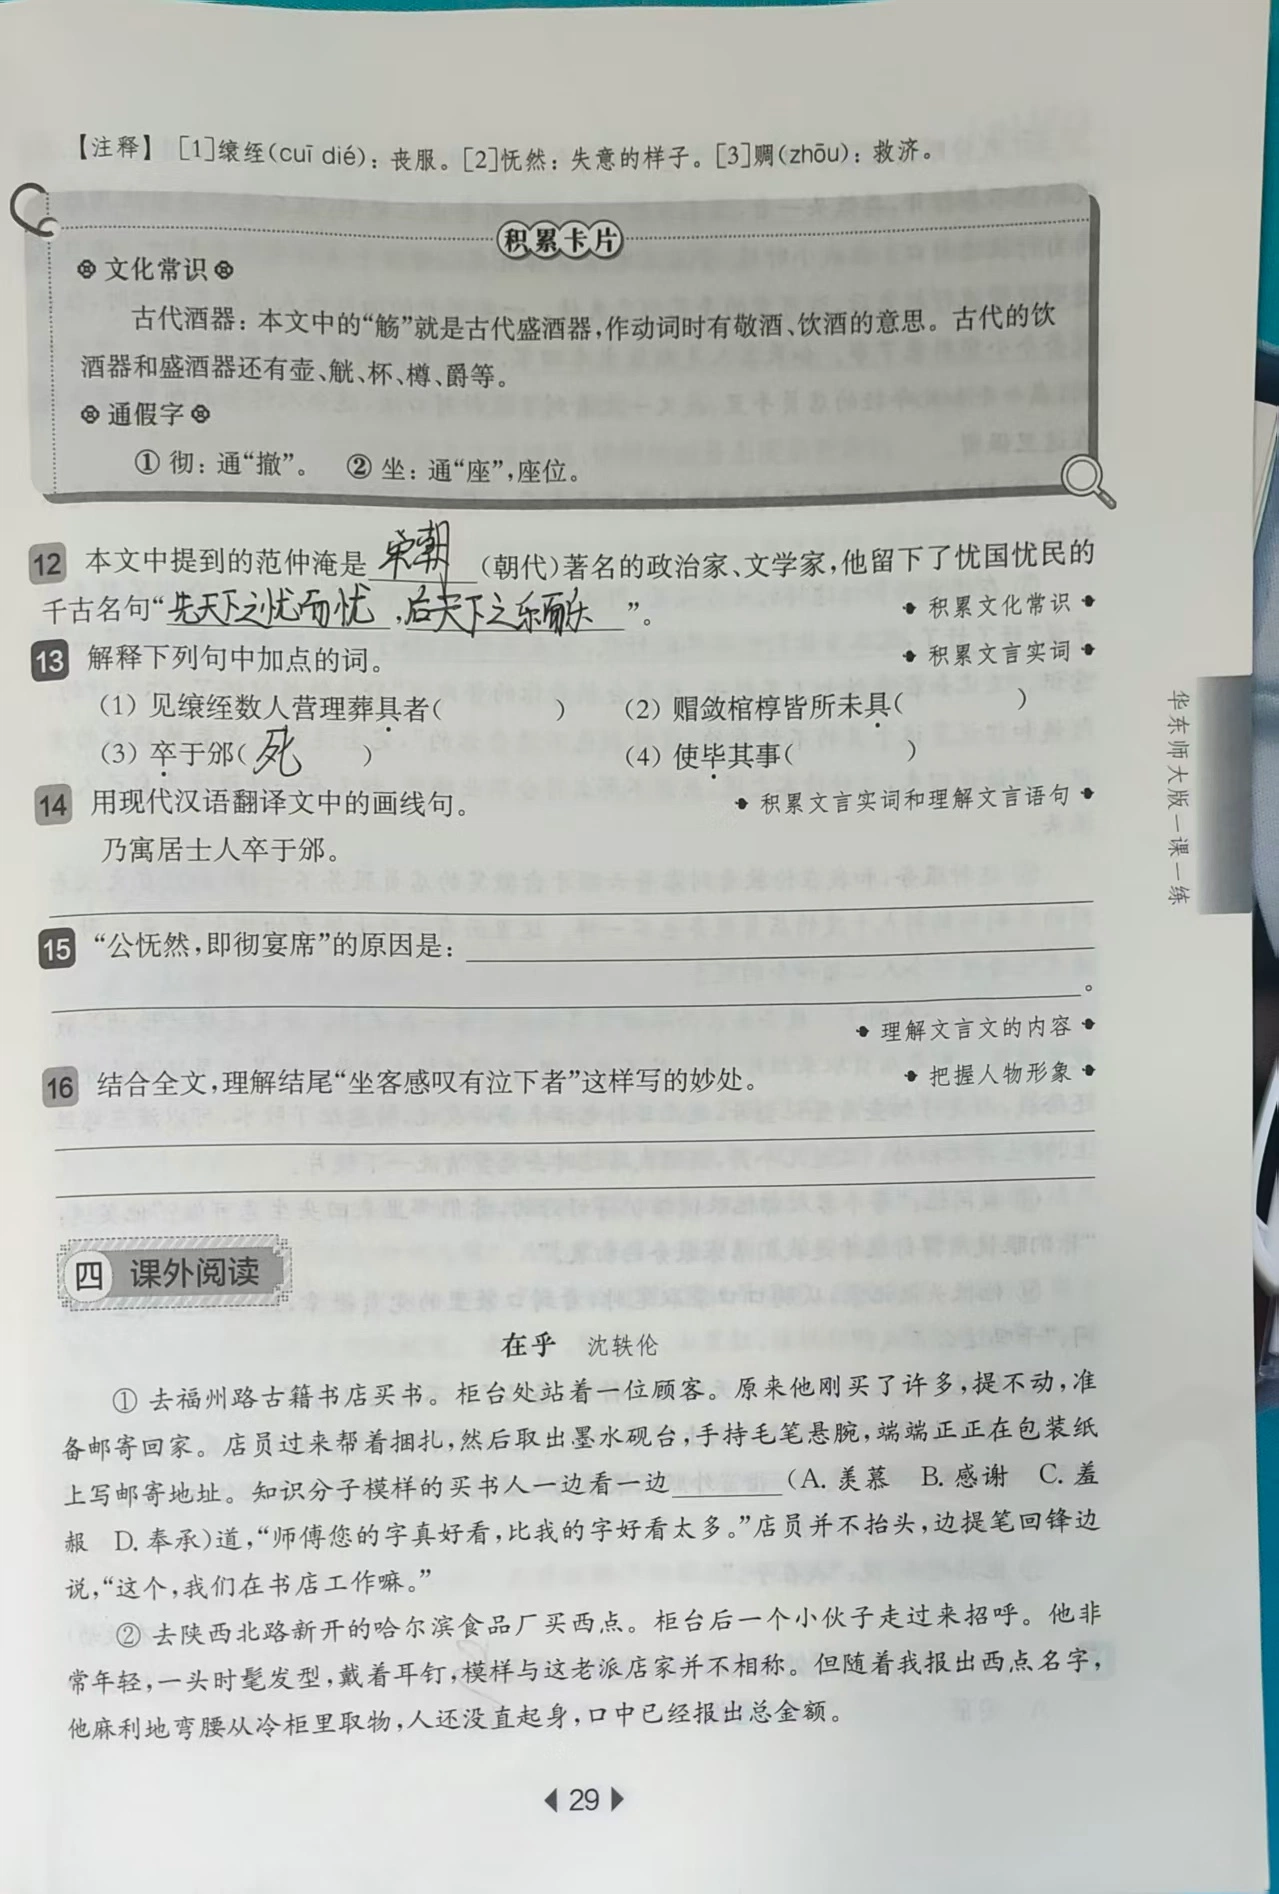 【注释】 [1]缞绖(cuī dié)：丧服。[2]怃然：失意的样子。[3]赒(zhōu)：救济。
积累卡片
文化常识
古代酒器：本文中的“觞”就是古代盛酒器,作动词时有敬酒、饮酒的意思。古代的饮
酒器和盛酒器还有壶、觥、杯、樽、爵等。
通假字
① 彻：通“撤”。 ② 坐：通“座”,座位。
12 本文中提到的范仲淹是 宋朝 (朝代)著名的政治家、文学家,他留下了忧国忧民的
千古名句“先天下之忧而忧,后天下之乐而乐”。 积累文化常识
13 解释下列句中加点的词。 积累文言实词
(1) 见缞绖数人营理葬具者( ) (2) 赗敛棺椁皆所未具( )
(3) 卒于邠( 死 ) (4) 使毕其事( )
14 用现代汉语翻译文中的画线句。 积累文言实词和理解文言语句
乃寓居士人卒于邠。
15 “公怃然,即彻宴席”的原因是：
。
理解文言文的内容
16 结合全文,理解结尾“坐客感叹有泣下者”这样写的妙处。 把握人物形象
四 课外阅读
在乎 沈轶伦
① 去福州路古籍书店买书。柜台处站着一位顾客。原来他刚买了许多,提不动,准
备邮寄回家。店员过来帮着捆扎,然后取出墨水砚台,手持毛笔悬腕,端端正正在包装纸
上写邮寄地址。知识分子模样的买书人一边看一边________(A. 羡慕 B. 感谢 C. 羞
赧 D. 奉承)道,“师傅您的字真好看,比我的字好看太多。”店员并不抬头,边提笔回锋边
说,“这个,我们在书店工作嘛。”
② 去陕西北路新开的哈尔滨食品厂买西点。柜台后一个小伙子走过来招呼。他非
常年轻,一头时髦发型,戴着耳钉,模样与这老派店家并不相称。但随着我报出西点名字,
他麻利地弯腰从冷柜里取物,人还没直起身,口中已经报出总金额。
29
华东师大版一课一练